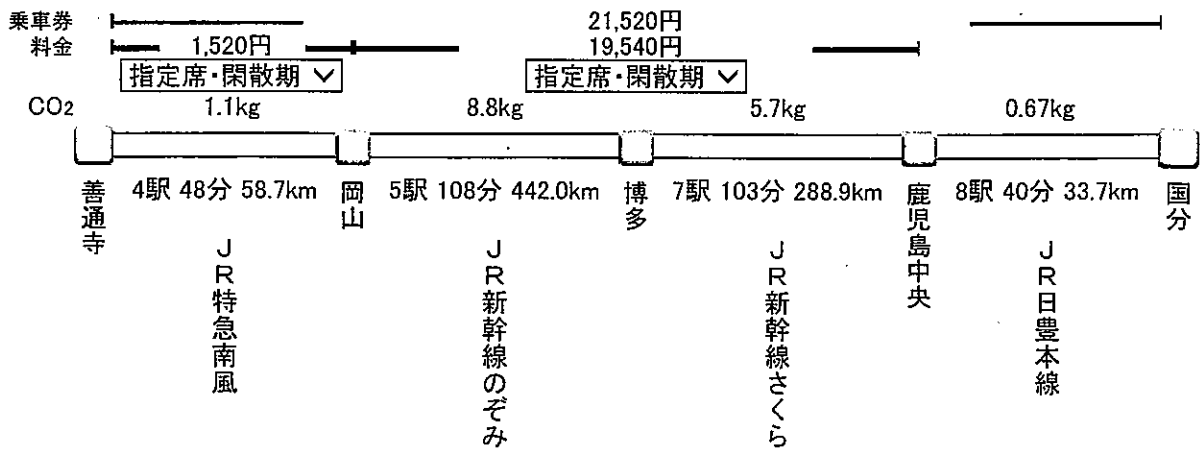 乗車券 21,520円
料金 1,520円 19,540円
指定席・閑散期 指定席・閑散期
CO2 1.1kg 8.8kg 5.7kg 0.67kg
4駅 48分 58.7km 5駅 108分 442.0km 7駅 103分 288.9km 8駅 40分 33.7km
善通寺
岡山
博多
鹿児島中央
国分
JR特急南風
JR新幹線のぞみ
JR新幹線さくら
JR日豊本線